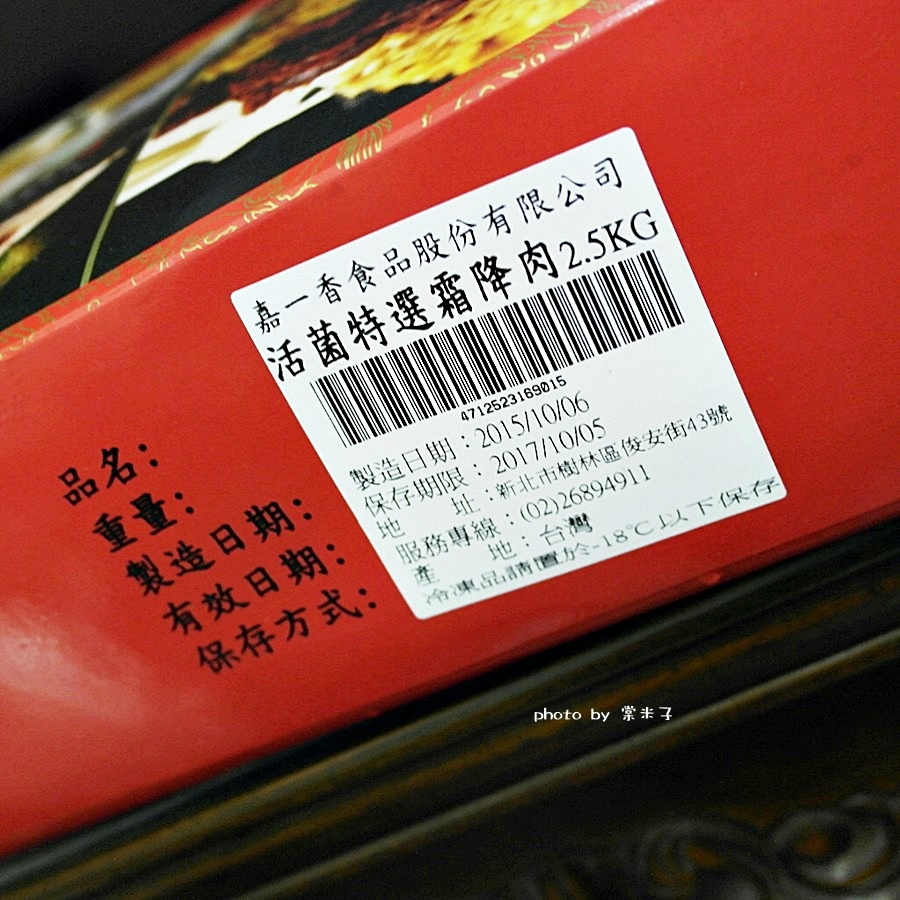 嘉一香食品股份有限公司
活菌特選霜降肉2.5KG
4712523169015
製造日期：2015/10/06
保存期限：2017/10/05
地 址：新北市樹林區俊安街43號
服務專線：(02)26894911
產 地：台灣
冷凍品請置於-18℃以下保存
品名：
重量：
製造日期：
有效日期：
保存方式：
photo by 棠米子